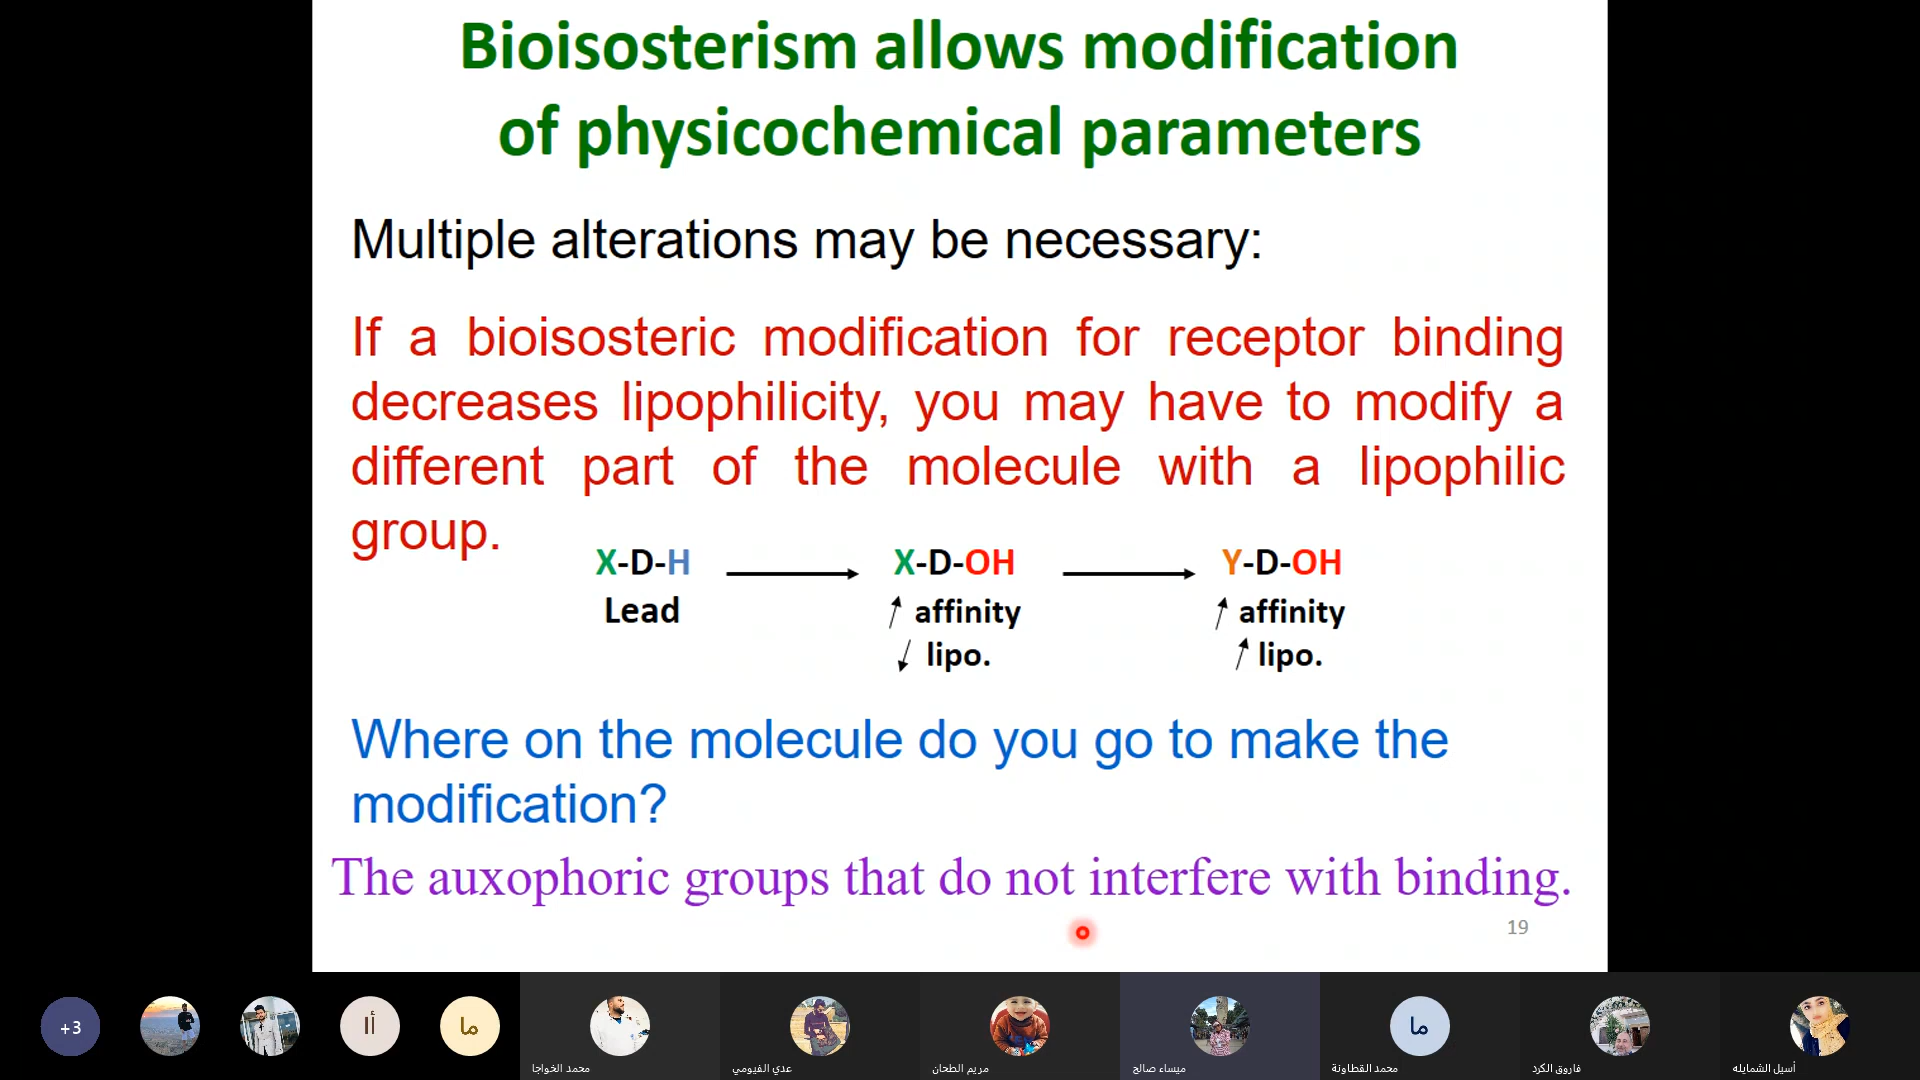 Bioisosterism allows modification
of physicochemical parameters
Multiple alterations may be necessary:
If a bioisosteric modification for receptor binding
decreases lipophilicity, you may have to modify a
different part of the molecule with a lipophilic
group.
X-D-H → X-D-OH → Y-D-OH
Lead ↑ affinity ↑ affinity
↓ lipo. ↑ lipo.
Where on the molecule do you go to make the
modification?
The auxophoric groups that do not interfere with binding.
19
+3
أا
ما
ما
محمد الخواجا
عدي الفيومي
مريم الطحان
ميساء صالح
محمد القطاونة
فاروق الكرد
أسيل الشمايله